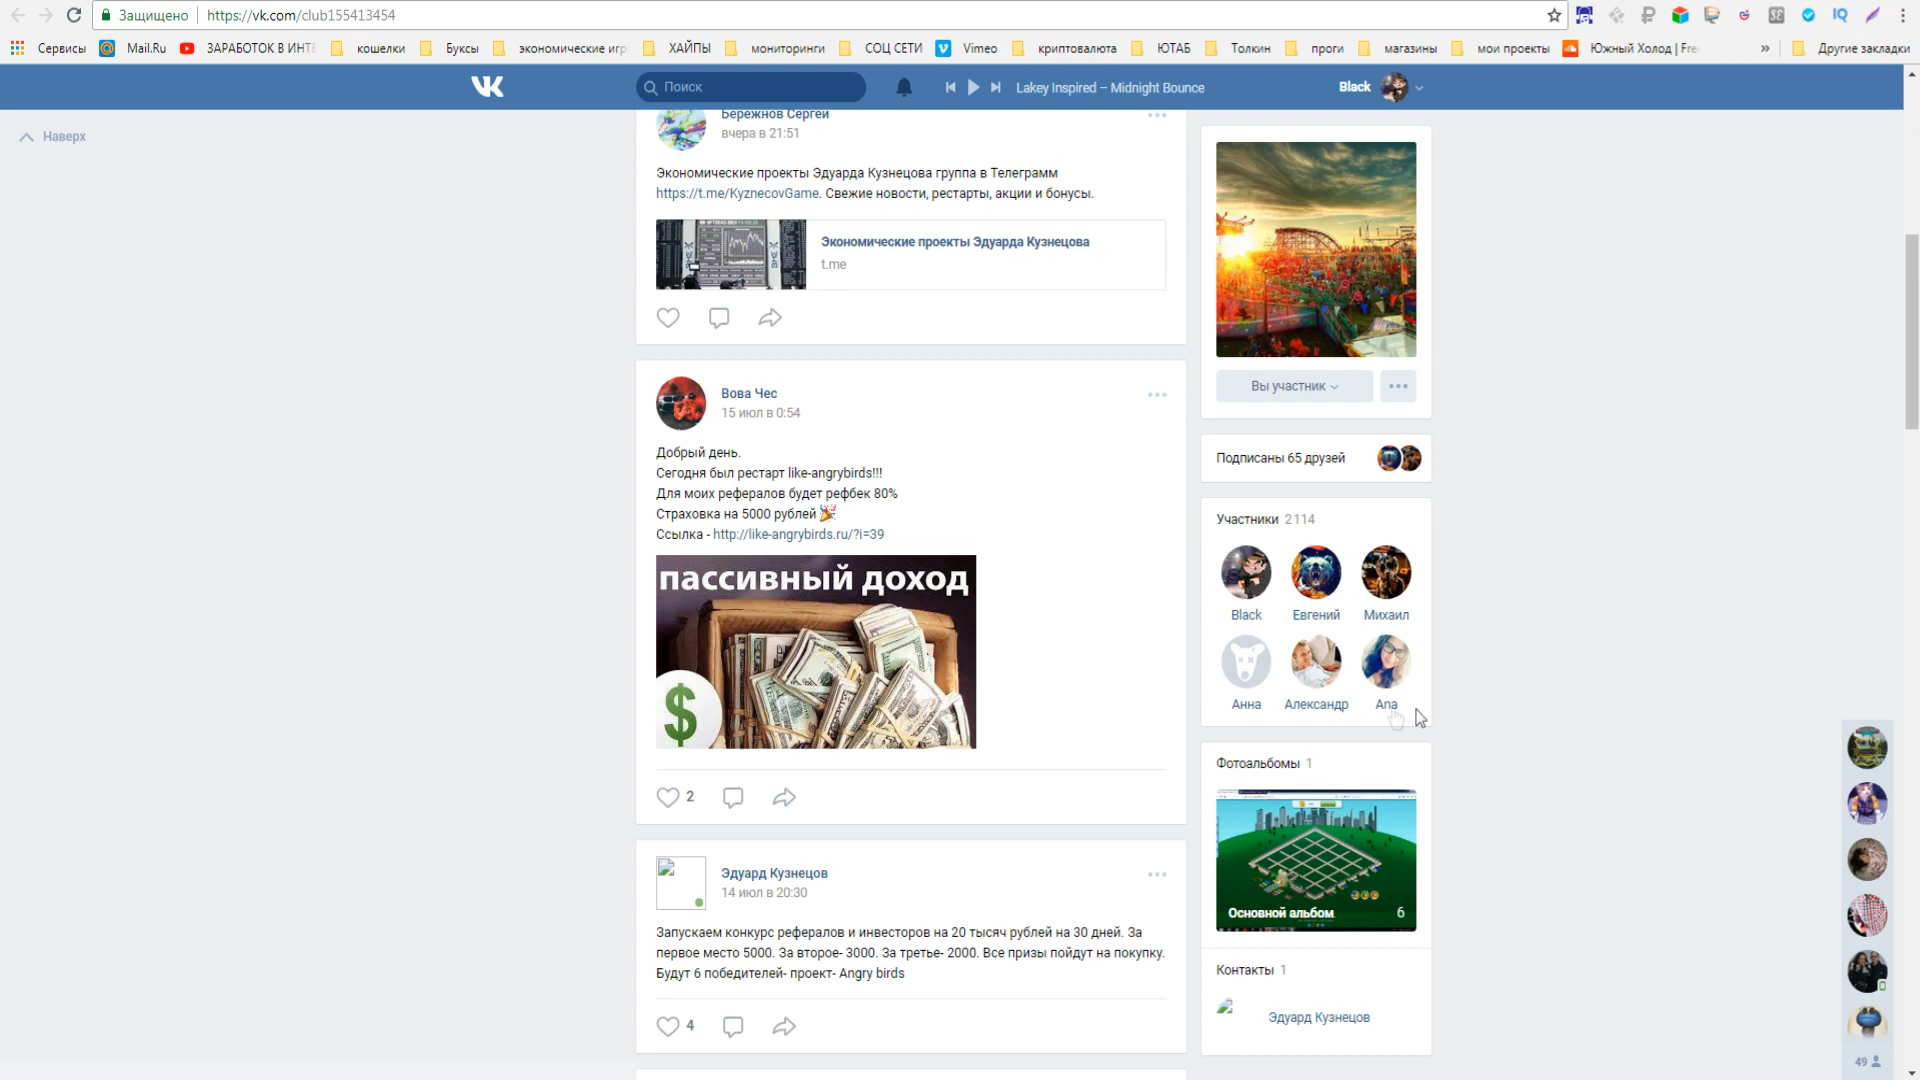 Защищено
https://vk.com/club155413454
Сервисы
Mail.Ru
ЗАРАБОТОК В ИНТЕ
кошелки
Буксы
экономические игр
ХАЙПЫ
мониторинги
СОЦ СЕТИ
Vimeo
криптовалюта
ЮТАБ
Толкин
проги
магазины
мои проекты
Южный Холод | Fre
»
Другие закладки
Поиск
Lakey Inspired – Midnight Bounce
Black
Наверх
Бережнов Сергей
вчера в 21:51
Экономические проекты Эдуарда Кузнецова группа в Телеграмм
https://t.me/KyznecovGame. Свежие новости, рестарты, акции и бонусы.
Экономические проекты Эдуарда Кузнецова
t.me
Вова Чес
15 июл в 0:54
Добрый день.
Сегодня был рестарт like-angrybirds!!!
Для моих рефералов будет рефбек 80%
Страховка на 5000 рублей 🎉
Ссылка - http://like-angrybirds.ru/?i=39
пассивный доход
$
2
Эдуард Кузнецов
14 июл в 20:30
Запускаем конкурс рефералов и инвесторов на 20 тысяч рублей на 30 дней. За
первое место 5000. За второе- 3000. За третье- 2000. Все призы пойдут на покупку.
Будут 6 победителей- проект- Angry birds
4
Вы участник
Подписаны 65 друзей
Участники 2114
Black
Евгений
Михаил
Анна
Александр
Ana
Фотоальбомы 1
Основной альбом 6
Контакты 1
Эдуард Кузнецов
49